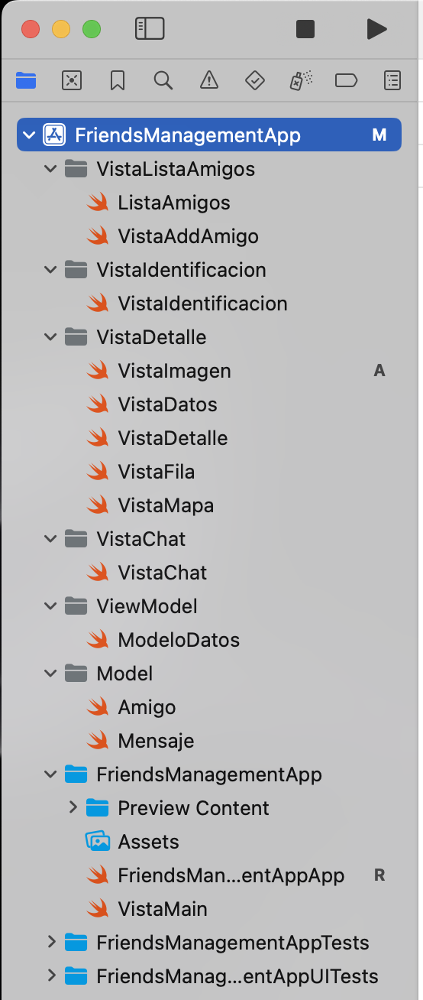 FriendsManagementApp M
VistaListaAmigos
ListaAmigos
VistaAddAmigo
VistaIdentificacion
VistaIdentificacion
VistaDetalle
VistaImagen A
VistaDatos
VistaDetalle
VistaFila
VistaMapa
VistaChat
VistaChat
ViewModel
ModeloDatos
Model
Amigo
Mensaje
FriendsManagementApp
Preview Content
Assets
FriendsMan...entAppApp R
VistaMain
FriendsManagementAppTests
FriendsManag...entAppUITests